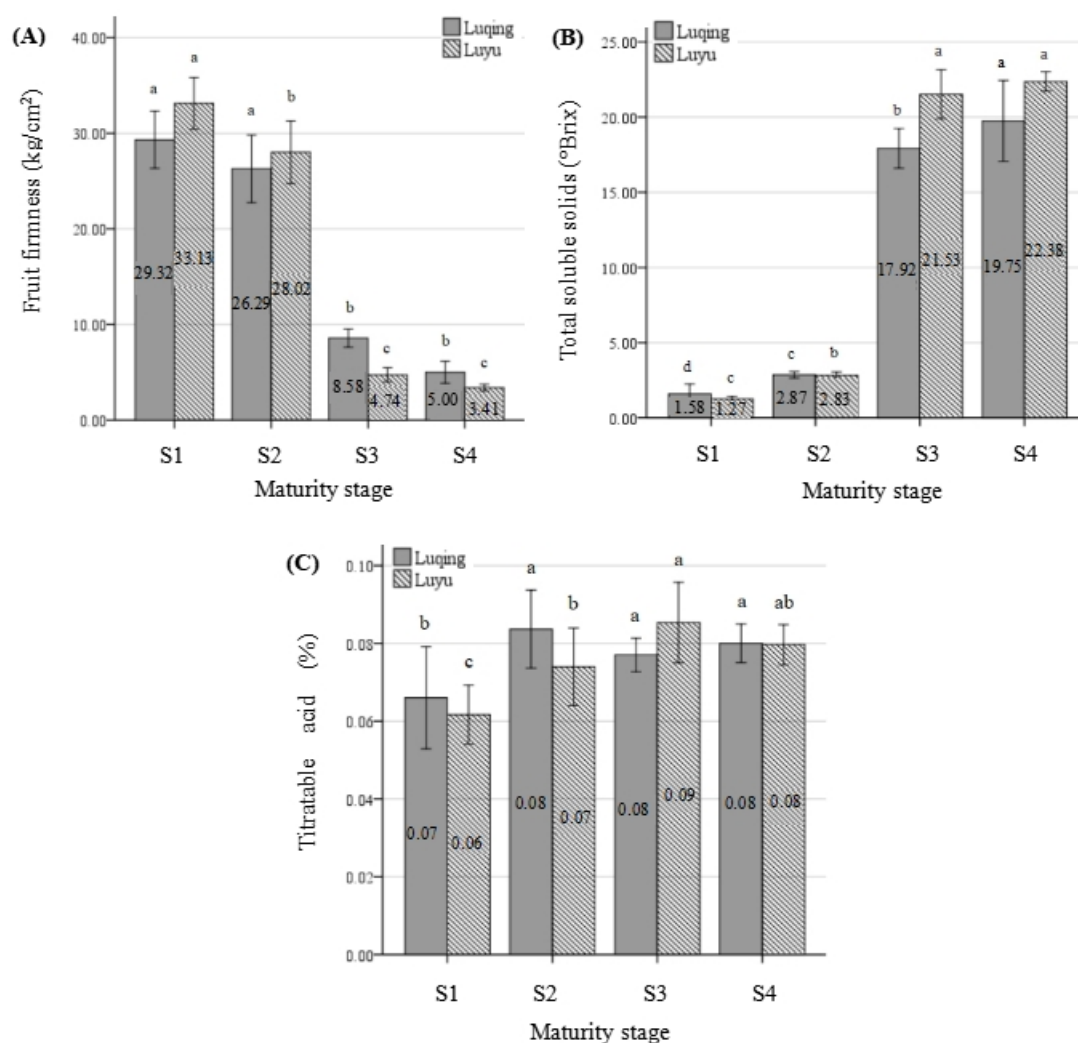 (A)
Luqing
Luyu
Fruit firmness (kg/cm²)
40.00
30.00
20.00
10.00
0.00
a
a
a
b
b
c
b
c
29.32
33.13
26.29
28.02
8.58
4.74
5.00
3.41
S1 S2 S3 S4
Maturity stage
(B)
Luqing
Luyu
Total soluble solids (°Brix)
25.00
20.00
15.00
10.00
5.00
0.00
d
c
c
b
b
a
a
a
1.58
1.27
2.87
2.83
17.92
21.53
19.75
22.38
S1 S2 S3 S4
Maturity stage
(C)
Luqing
Luyu
Titratable acid (%)
0.10
0.08
0.06
0.04
0.02
0.00
b
c
a
b
a
a
a
ab
0.07
0.06
0.08
0.07
0.08
0.09
0.08
0.08
S1 S2 S3 S4
Maturity stage